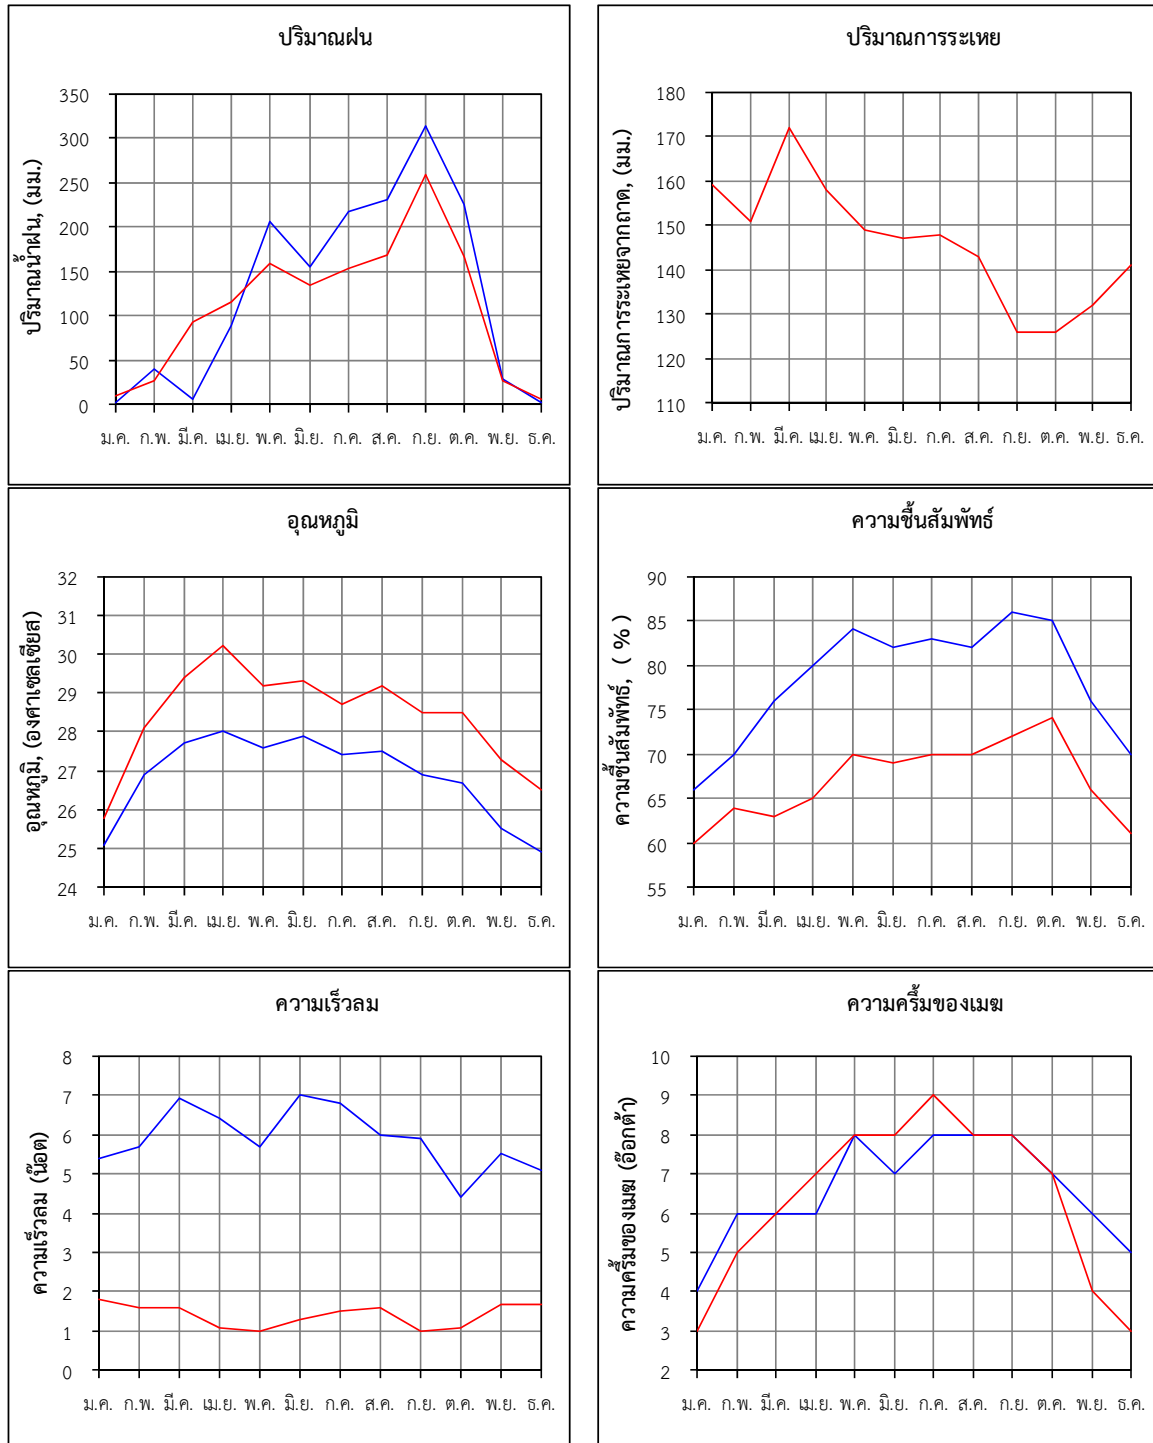 ปริมาณฝน
ปริมาณน้ำฝน, (มม.)
350
300
250
200
150
100
50
0
ม.ค. ก.พ. มี.ค. เม.ย. พ.ค. มิ.ย. ก.ค. ส.ค. ก.ย. ต.ค. พ.ย. ธ.ค.
ปริมาณการระเหย
ปริมาณการระเหยจากถาด, (มม.)
180
170
160
150
140
130
120
110
ม.ค. ก.พ. มี.ค. เม.ย. พ.ค. มิ.ย. ก.ค. ส.ค. ก.ย. ต.ค. พ.ย. ธ.ค.
อุณหภูมิ
อุณหภูมิ, (องศาเซลเซียส)
32
31
30
29
28
27
26
25
24
ม.ค. ก.พ. มี.ค. เม.ย. พ.ค. มิ.ย. ก.ค. ส.ค. ก.ย. ต.ค. พ.ย. ธ.ค.
ความชื้นสัมพัทธ์
ความชื้นสัมพัทธ์, ( % )
90
85
80
75
70
65
60
55
ม.ค. ก.พ. มี.ค. เม.ย. พ.ค. มิ.ย. ก.ค. ส.ค. ก.ย. ต.ค. พ.ย. ธ.ค.
ความเร็วลม
ความเร็วลม (น๊อต)
8
7
6
5
4
3
2
1
0
ม.ค. ก.พ. มี.ค. เม.ย. พ.ค. มิ.ย. ก.ค. ส.ค. ก.ย. ต.ค. พ.ย. ธ.ค.
ความครึ้มของเมฆ
ความครึ้มของเมฆ (อ๊อกต้า)
10
9
8
7
6
5
4
3
2
ม.ค. ก.พ. มี.ค. เม.ย. พ.ค. มิ.ย. ก.ค. ส.ค. ก.ย. ต.ค. พ.ย. ธ.ค.